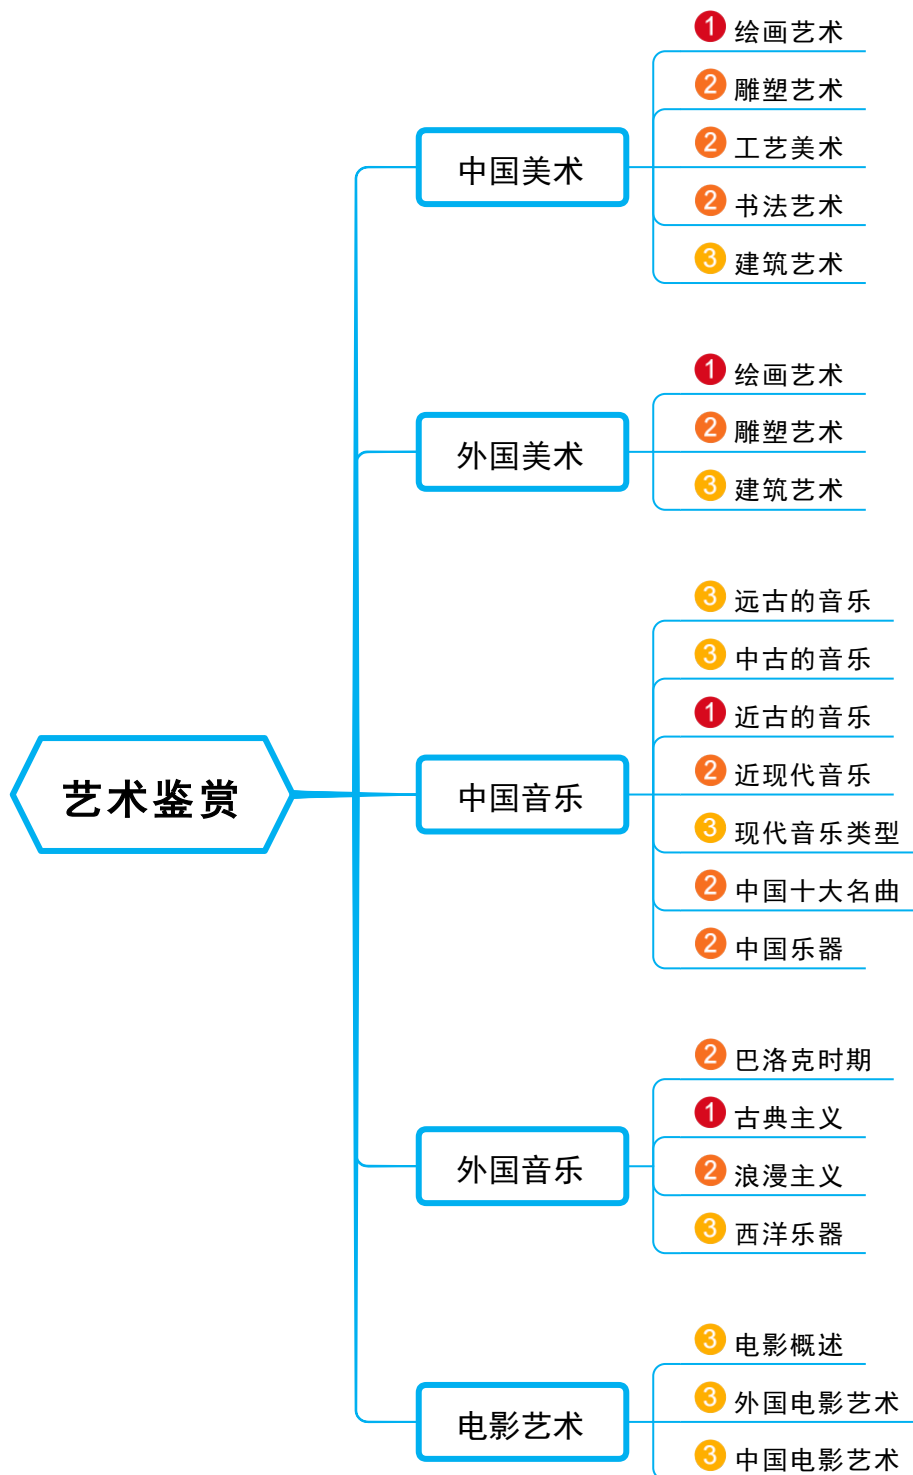 艺术鉴赏
中国美术
1 绘画艺术
2 雕塑艺术
2 工艺美术
2 书法艺术
3 建筑艺术
外国美术
1 绘画艺术
2 雕塑艺术
3 建筑艺术
中国音乐
3 远古的音乐
3 中古的音乐
1 近古的音乐
2 近现代音乐
3 现代音乐类型
2 中国十大名曲
2 中国乐器
外国音乐
2 巴洛克时期
1 古典主义
2 浪漫主义
3 西洋乐器
电影艺术
3 电影概述
3 外国电影艺术
3 中国电影艺术